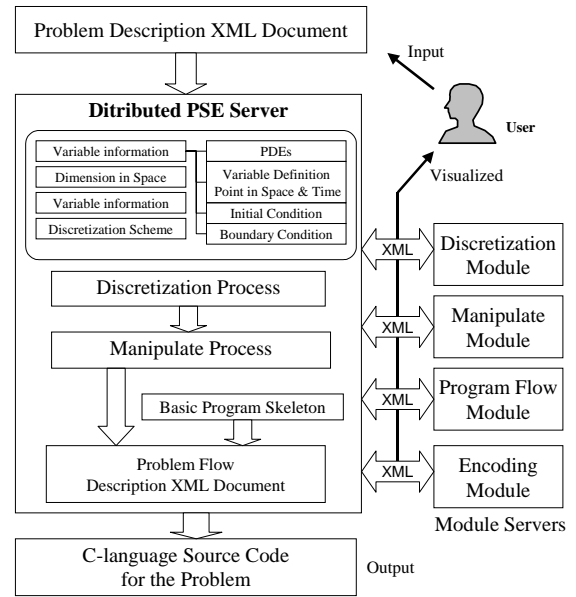 Problem Description XML Document
Input
Ditributed PSE Server
User
Variable information
PDEs
Dimension in Space
Variable Definition
Point in Space & Time
Visualized
Variable information
Initial Condition
Discretization Scheme
Boundary Condition
XML
Discretization
Module
Discretization Process
XML
Manipulate
Module
Manipulate Process
XML
Program Flow
Module
Basic Program Skeleton
Problem Flow
Description XML Document
XML
Encoding
Module
Module Servers
C-language Source Code
for the Problem
Output